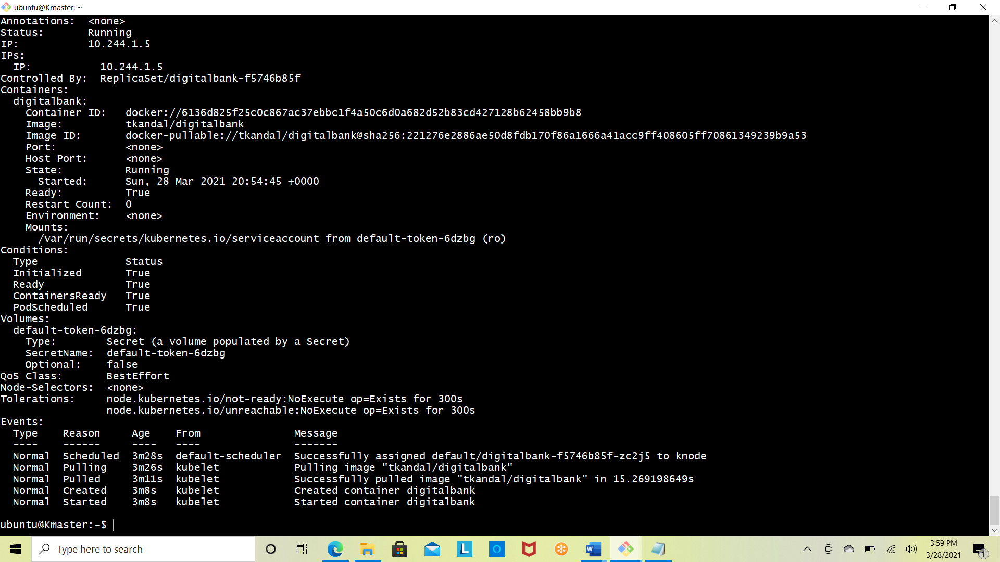 ubuntu@Kmaster: ~
Annotations:  <none>
Status:       Running
IP:           10.244.1.5
IPs:
  IP:           10.244.1.5
Controlled By:  ReplicaSet/digitalbank-f5746b85f
Containers:
  digitalbank:
    Container ID:   docker://6136d825f25c0c867ac37ebbc1f4a50c6d0a682d52b83cd427128b62458bb9b8
    Image:          tkandal/digitalbank
    Image ID:       docker-pullable://tkandal/digitalbank@sha256:221276e2886ae50d8fdb170f86a1666a41acc9ff408605ff70861349239b9a53
    Port:           <none>
    Host Port:      <none>
    State:          Running
      Started:      Sun, 28 Mar 2021 20:54:45 +0000
    Ready:          True
    Restart Count:  0
    Environment:    <none>
    Mounts:
      /var/run/secrets/kubernetes.io/serviceaccount from default-token-6dzbg (ro)
Conditions:
  Type              Status
  Initialized       True
  Ready             True
  ContainersReady   True
  PodScheduled      True
Volumes:
  default-token-6dzbg:
    Type:        Secret (a volume populated by a Secret)
    SecretName:  default-token-6dzbg
    Optional:    false
QoS Class:       BestEffort
Node-Selectors:  <none>
Tolerations:     node.kubernetes.io/not-ready:NoExecute op=Exists for 300s
                 node.kubernetes.io/unreachable:NoExecute op=Exists for 300s
Events:
  Type    Reason     Age   From               Message
  ----    ------     ----  ----               -------
  Normal  Scheduled  3m28s default-scheduler  Successfully assigned default/digitalbank-f5746b85f-zc2j5 to knode
  Normal  Pulling    3m26s kubelet            Pulling image "tkandal/digitalbank"
  Normal  Pulled     3m11s kubelet            Successfully pulled image "tkandal/digitalbank" in 15.269198649s
  Normal  Created    3m8s  kubelet            Created container digitalbank
  Normal  Started    3m8s  kubelet            Started container digitalbank
ubuntu@Kmaster:~$
Type here to search
L
W
3:59 PM
3/28/2021
1